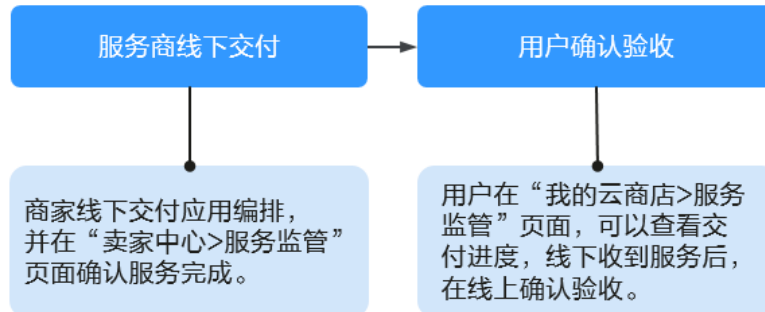 服务商线下交付
用户确认验收
商家线下交付应用编排，
并在“卖家中心>服务监管”
页面确认服务完成。
用户在“我的云商店>服务
监管”页面，可以查看交
付进度，线下收到服务后，
在线上确认验收。